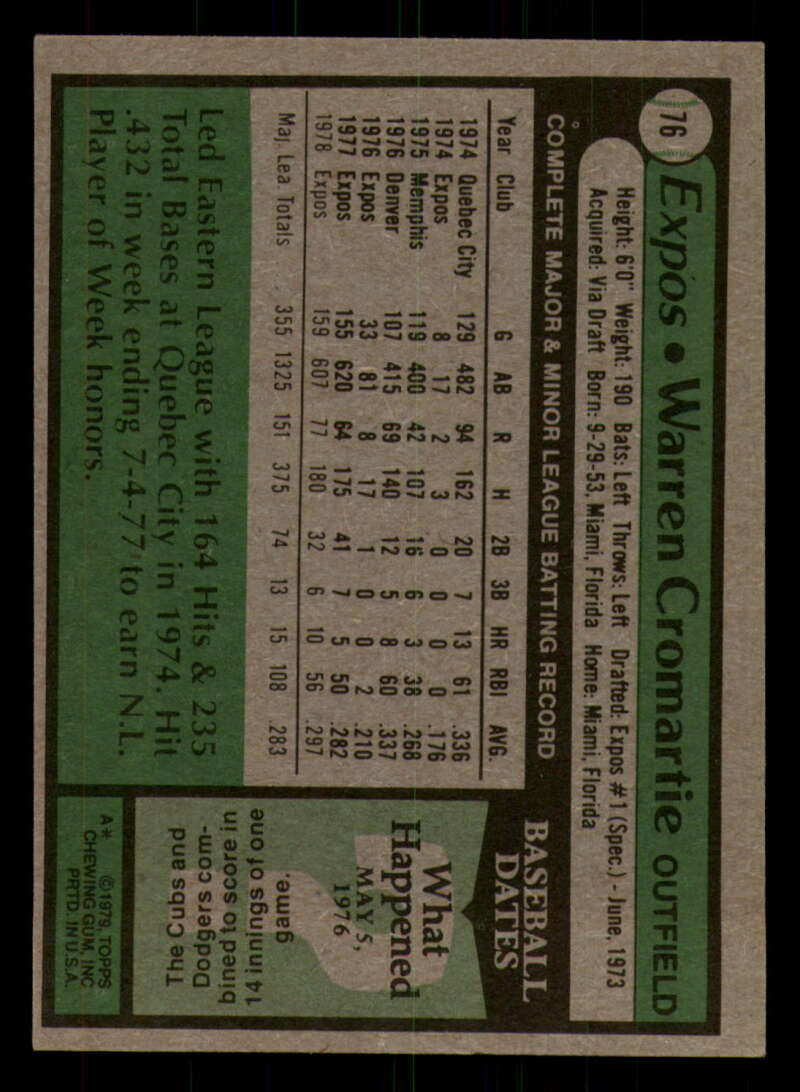 76
Expos • Warren Cromartie OUTFIELD
Height: 6'0" Weight: 190 Bats: Left Throws: Left Drafted: Expos #1 (Spec.) - June, 1973
Acquired: Via Draft Born: 9-29-53, Miami, Florida Home: Miami, Florida
COMPLETE MAJOR & MINOR LEAGUE BATTING RECORD
Year Club G AB R H 2B 3B HR RBI AVG.
1974 Quebec City 129 482 94 162 20 7 13 61 .336
1974 Expos 8 17 2 3 0 0 0 0 .176
1975 Memphis 119 400 42 107 16 6 3 38 .268
1976 Denver 107 415 69 140 12 5 8 60 .337
1976 Expos 33 81 8 17 1 0 0 2 .210
1977 Expos 155 620 64 175 41 7 5 50 .282
1978 Expos 159 607 77 180 32 6 10 56 .297
Maj. Lea Totals 355 1325 151 375 74 13 15 108 .283
Led Eastern League with 164 Hits & 235
Total Bases at Quebec City in 1974. Hit
.432 in week ending 7-4-77 to earn N.L.
Player of Week honors.
BASEBALL
DATES
What
Happened
MAY 5,
1976
The Cubs and
Dodgers com-
bined to score in
14 innings of one
game.
A* ©1979, TOPPS
CHEWING GUM, INC
PRTD. IN U.S.A.